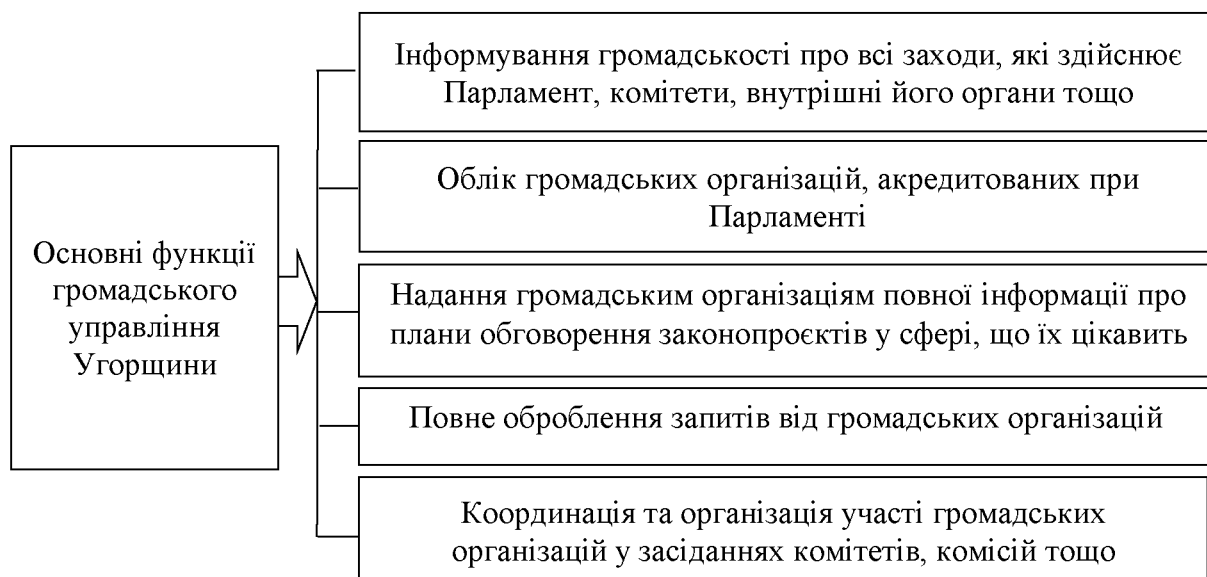 Основні функції
громадського
управління
Угорщини
Інформування громадськості про всі заходи, які здійснює
Парламент, комітети, внутрішні його органи тощо
Облік громадських організацій, акредитованих при
Парламенті
Надання громадським організаціям повної інформації про
плани обговорення законопроєктів у сфері, що їх цікавить
Повне оброблення запитів від громадських організацій
Координація та організація участі громадських
організацій у засіданнях комітетів, комісій тощо